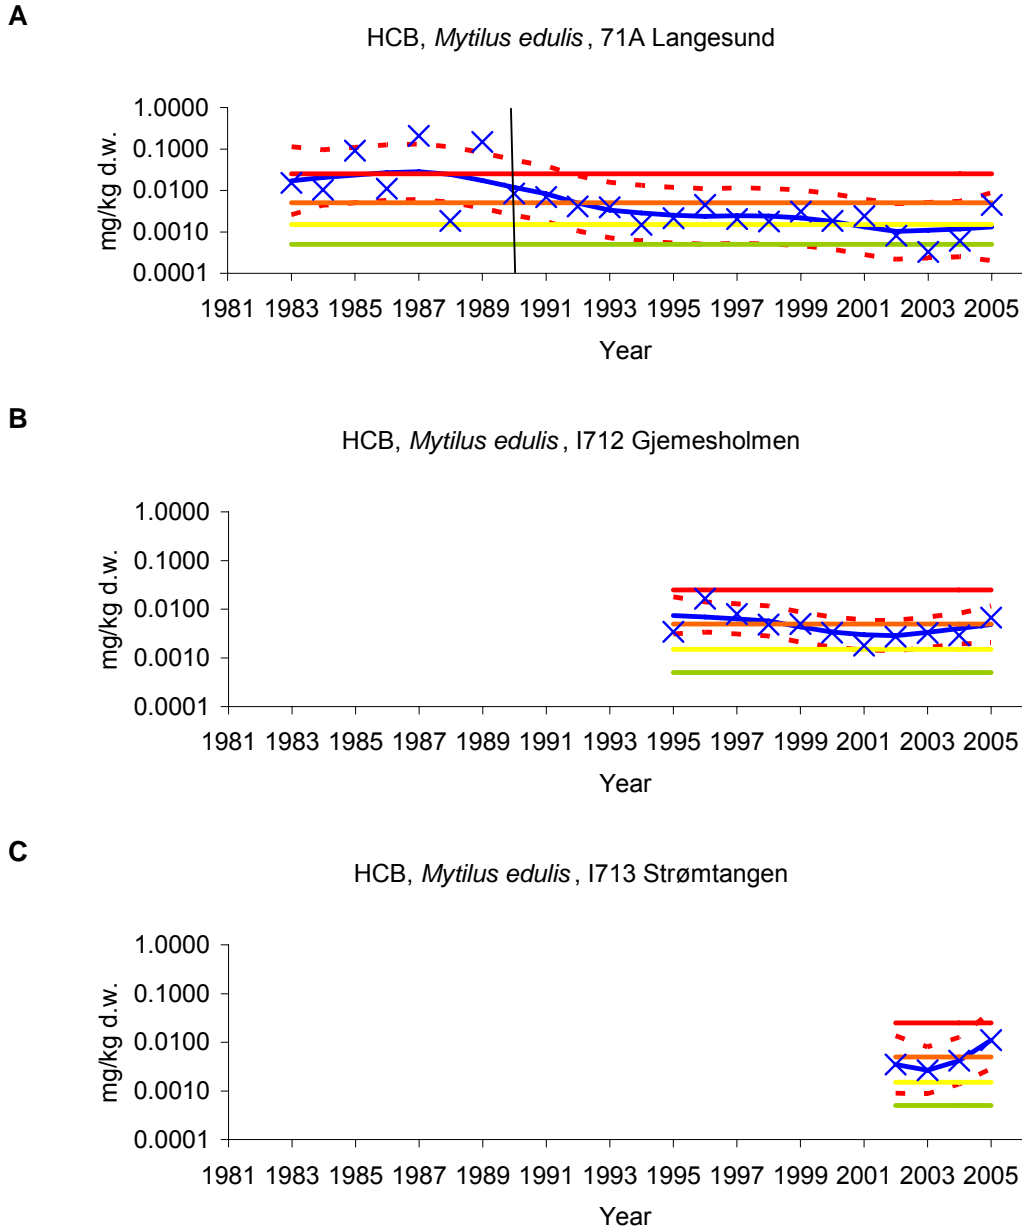 A
HCB, Mytilus edulis, 71A Langesund
mg/kg d.w.
1.0000
0.1000
0.0100
0.0010
0.0001
1981 1983 1985 1987 1989 1991 1993 1995 1997 1999 2001 2003 2005
Year
B
HCB, Mytilus edulis, I712 Gjemesholmen
mg/kg d.w.
1.0000
0.1000
0.0100
0.0010
0.0001
1981 1983 1985 1987 1989 1991 1993 1995 1997 1999 2001 2003 2005
Year
C
HCB, Mytilus edulis, I713 Strømtangen
mg/kg d.w.
1.0000
0.1000
0.0100
0.0010
0.0001
1981 1983 1985 1987 1989 1991 1993 1995 1997 1999 2001 2003 2005
Year